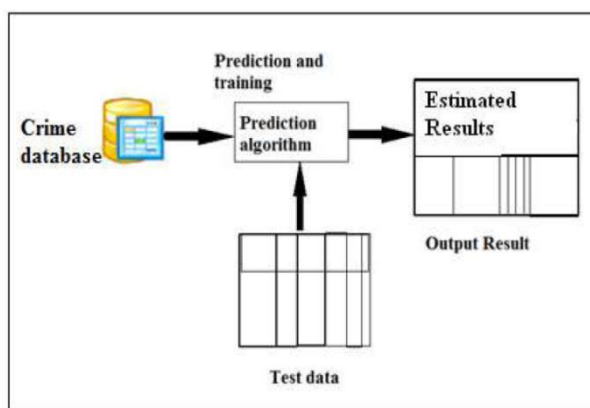 Prediction and
training
Crime
database
Prediction
algorithm
Estimated
Results
Output Result
Test data